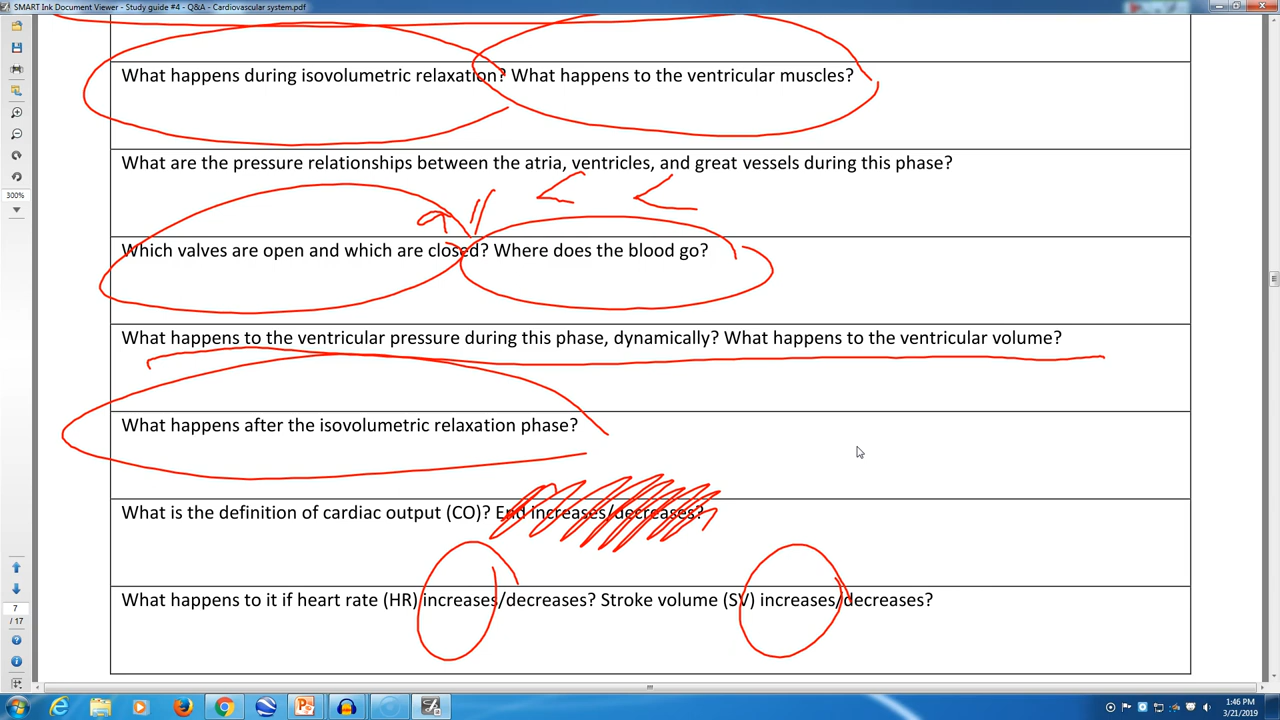 SMART Ink Document Viewer - Study guide #4 - Q&A - Cardiovascular system.pdf
What happens during isovolumetric relaxation? What happens to the ventricular muscles?
What are the pressure relationships between the atria, ventricles, and great vessels during this phase?
< <
Which valves are open and which are closed? Where does the blood go?
What happens to the ventricular pressure during this phase, dynamically? What happens to the ventricular volume?
What happens after the isovolumetric relaxation phase?
What is the definition of cardiac output (CO)? End increases/decreases?
What happens to it if heart rate (HR) increases/decreases? Stroke volume (SV) increases/decreases?
300%
7
/ 17
1:46 PM
3/21/2019